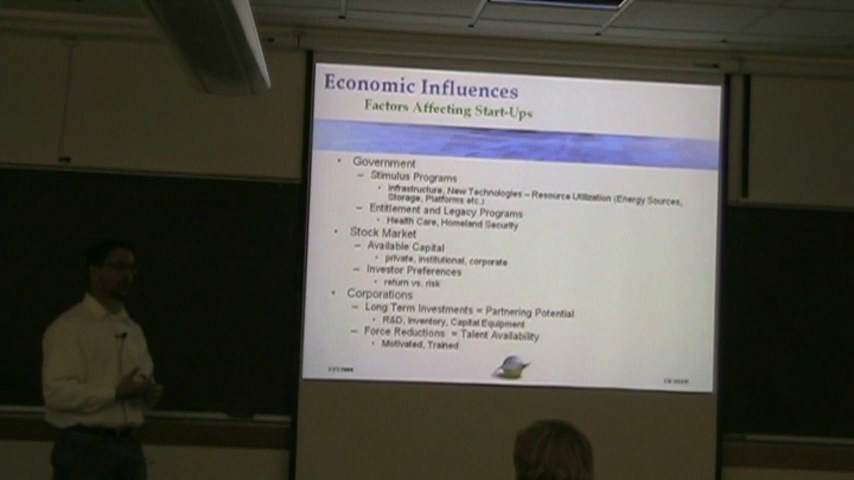 Economic Influences
Factors Affecting Start-Ups
• Government
– Stimulus Programs
• Infrastructure, New Technologies – Resource Utilization (Energy Sources,
Storage, Platforms etc.)
– Entitlement and Legacy Programs
• Health Care, Homeland Security
• Stock Market
– Available Capital
• private, institutional, corporate
– Investor Preferences
• return vs. risk
• Corporations
– Long Term Investments = Partnering Potential
• R&D, Inventory, Capital Equipment
– Force Reductions = Talent Availability
• Motivated, Trained